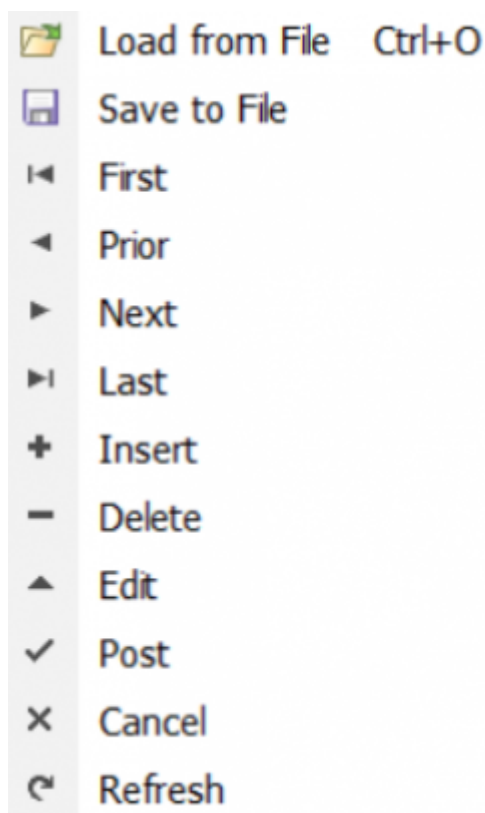 Load from File Ctrl+O
Save to File
First
Prior
Next
Last
Insert
Delete
Edit
Post
Cancel
Refresh